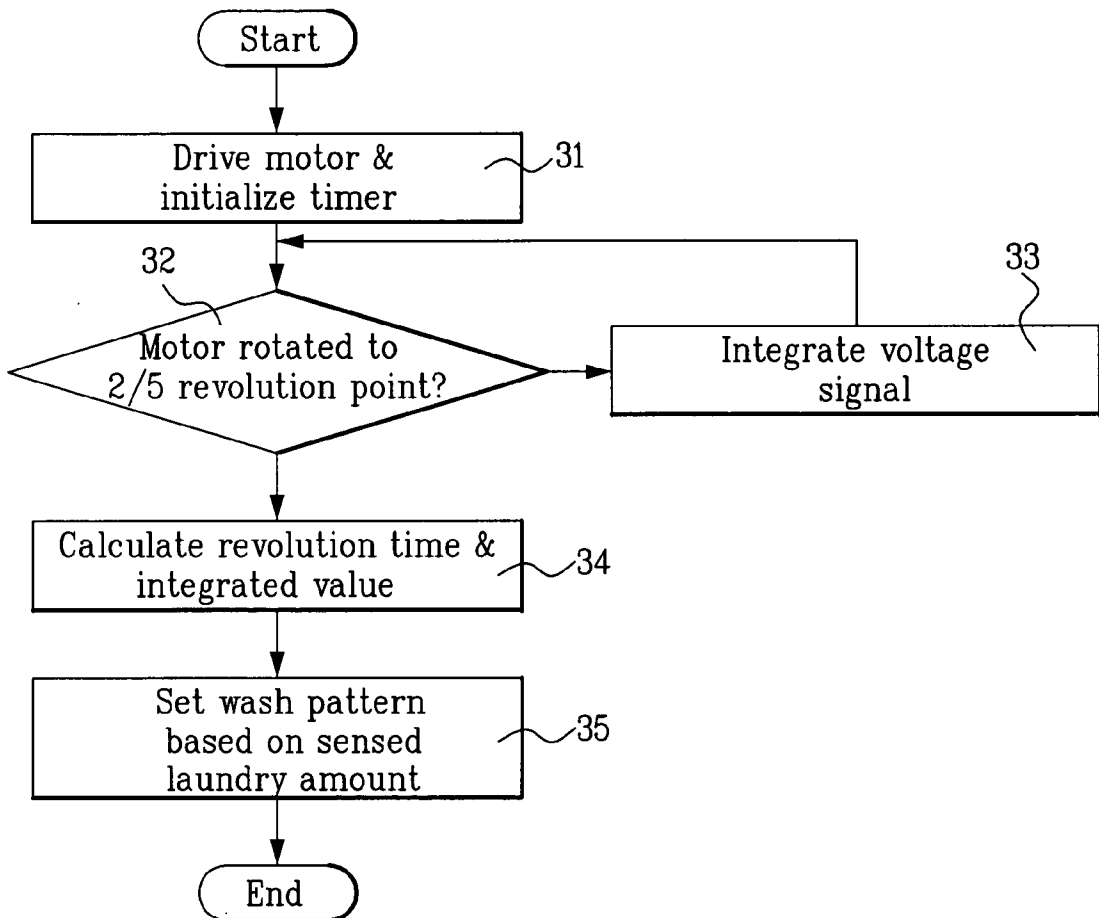 Start
Drive motor &
initialize timer
31
32
33
Motor rotated to
2/5 revolution point?
Integrate voltage
signal
Calculate revolution time &
integrated value
34
Set wash pattern
based on sensed
laundry amount
35
End